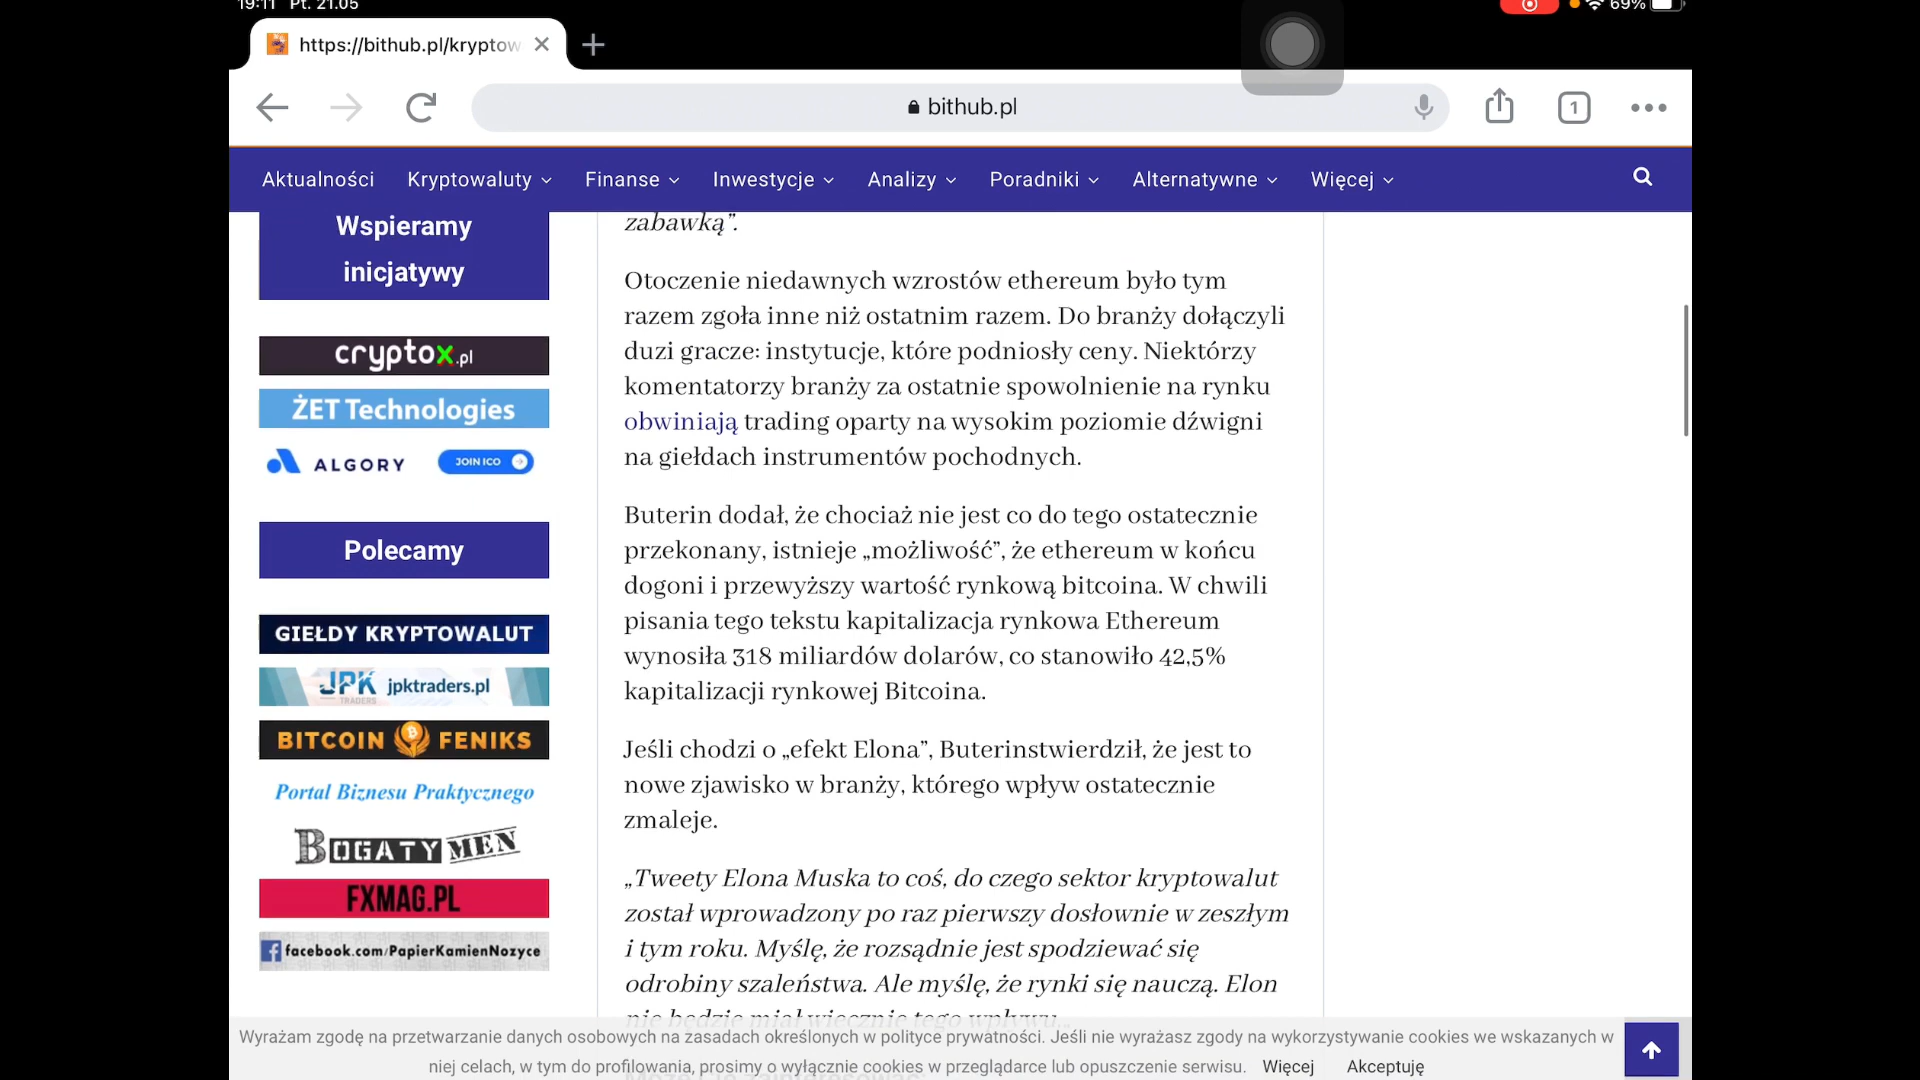 19:11 Pt. 21.05
69%
https://bithub.pl/kryptow
bithub.pl
1
Aktualności Kryptowaluty Finanse Inwestycje Analizy Poradniki Alternatywne Więcej
Wspieramy
inicjatywy
cryptox.pl
ŻET Technologies
ALGORY JOIN ICO
Polecamy
GIEŁDY KRYPTOWALUT
JPK TRADERS jpktraders.pl
BITCOIN FENIKS
Portal Biznesu Praktycznego
BOGATY MEN
FXMAG.PL
facebook.com/PapierKamienNozyce
zabawką”.
Otoczenie niedawnych wzrostów ethereum było tym
razem zgoła inne niż ostatnim razem. Do branży dołączyli
duzi gracze: instytucje, które podniosły ceny. Niektórzy
komentatorzy branży za ostatnie spowolnienie na rynku
obwiniają trading oparty na wysokim poziomie dźwigni
na giełdach instrumentów pochodnych.
Buterin dodał, że chociaż nie jest co do tego ostatecznie
przekonany, istnieje „możliwość”, że ethereum w końcu
dogoni i przewyższy wartość rynkową bitcoina. W chwili
pisania tego tekstu kapitalizacja rynkowa Ethereum
wynosiła 318 miliardów dolarów, co stanowiło 42,5%
kapitalizacji rynkowej Bitcoina.
Jeśli chodzi o „efekt Elona”, Buterinstwierdził, że jest to
nowe zjawisko w branży, którego wpływ ostatecznie
zmaleje.
„Tweety Elona Muska to coś, do czego sektor kryptowalut
został wprowadzony po raz pierwszy dosłownie w zeszłym
i tym roku. Myślę, że rozsądnie jest spodziewać się
odrobiny szaleństwa. Ale myślę, że rynki się nauczą. Elon
nie będzie miał wiecznie tego wpływu...
Wyrażam zgodę na przetwarzanie danych osobowych na zasadach określonych w polityce prywatności. Jeśli nie wyrażasz zgody na wykorzystywanie cookies we wskazanych w
niej celach, w tym do profilowania, prosimy o wyłącznie cookies w przeglądarce lub opuszczenie serwisu. Więcej Akceptuję